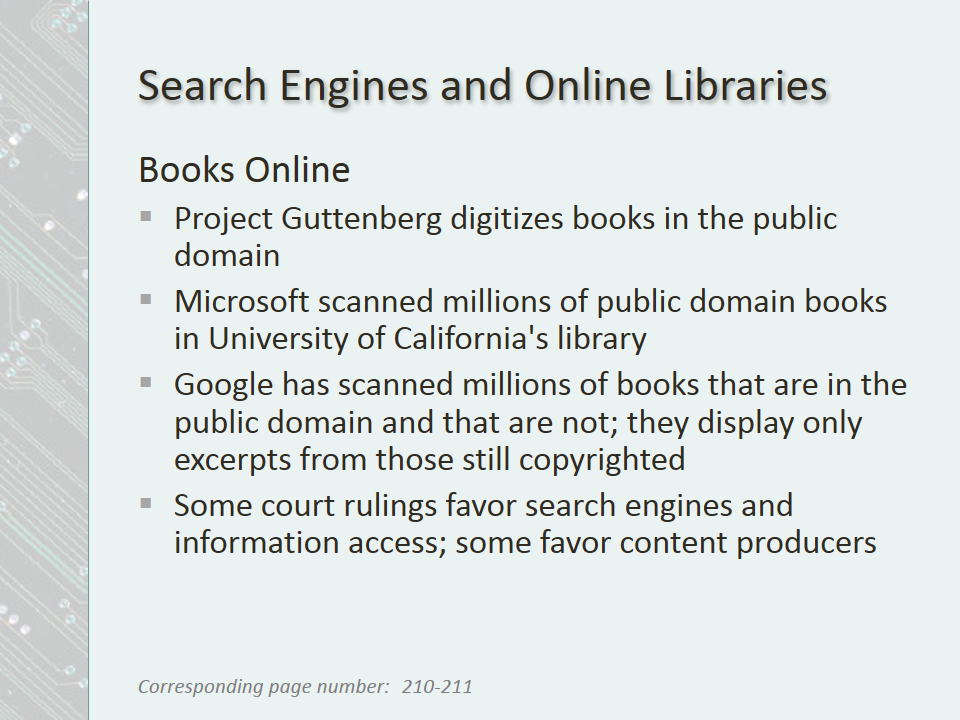 Search Engines and Online Libraries
Books Online
Project Guttenberg digitizes books in the public
domain
Microsoft scanned millions of public domain books
in University of California's library
Google has scanned millions of books that are in the
public domain and that are not; they display only
excerpts from those still copyrighted
Some court rulings favor search engines and
information access; some favor content producers
Corresponding page number: 210-211